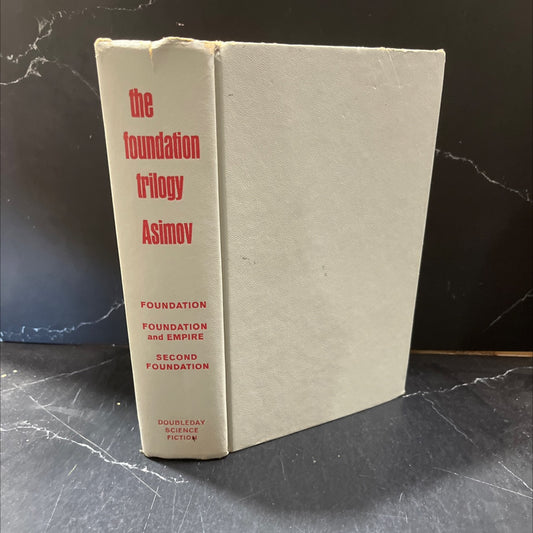 the
foundation
trilogy
Asimov
FOUNDATION
FOUNDATION
and EMPIRE
SECOND
FOUNDATION
DOUBLEDAY
SCIENCE
FICTION